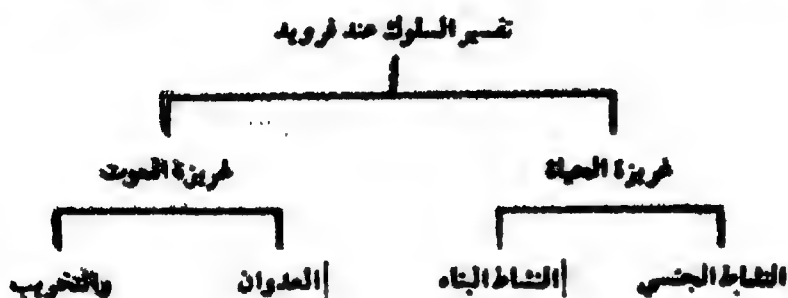 تفسير السلوك عند فرويد
غريزة الحياة غريزة الموت
النشاط الجنسي النشاط البناء العدوان والتخريب